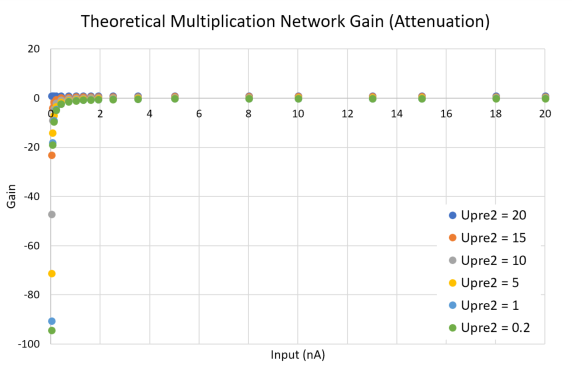 Theoretical Multiplication Network Gain (Attenuation)
20
0
-20
-40
-60
-80
-100
Gain
0 2 4 6 8 10 12 14 16 18 20
Input (nA)
Upre2 = 20
Upre2 = 15
Upre2 = 10
Upre2 = 5
Upre2 = 1
Upre2 = 0.2